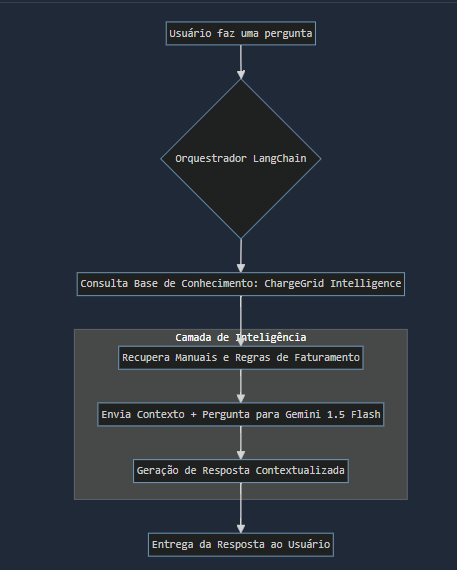 Usuário faz uma pergunta
Orquestrador LangChain
Consulta Base de Conhecimento: ChargeGrid Intelligence
Camada de Inteligência
Recupera Manuais e Regras de Faturamento
Envia Contexto + Pergunta para Gemini 1.5 Flash
Geração de Resposta Contextualizada
Entrega da Resposta ao Usuário